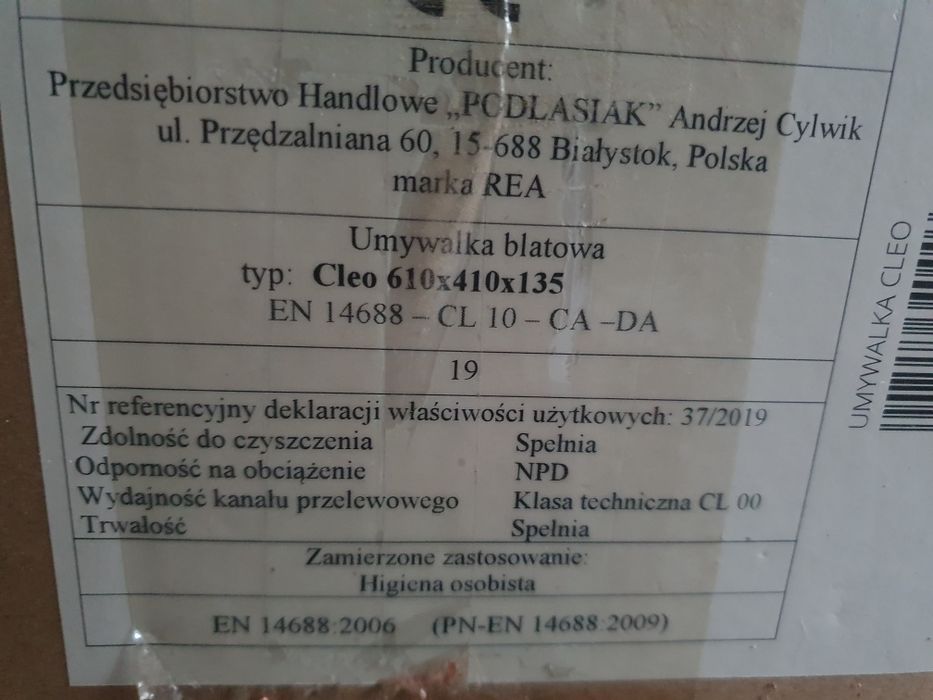 Producent:
Przedsiębiorstwo Handlowe „PODLASIAK” Andrzej Cylwik
ul. Przędzalniana 60, 15-688 Białystok, Polska
marka REA
Umywalka blatowa
typ: Cleo 610x410x135
EN 14688 – CL 10 – CA –DA
19
Nr referencyjny deklaracji właściwości użytkowych: 37/2019
Zdolność do czyszczenia Spełnia
Odporność na obciążenie NPD
Wydajność kanału przelewowego Klasa techniczna CL 00
Trwałość Spełnia
Zamierzone zastosowanie:
Higiena osobista
EN 14688:2006 (PN-EN 14688:2009)
UMYWALKA CLEO